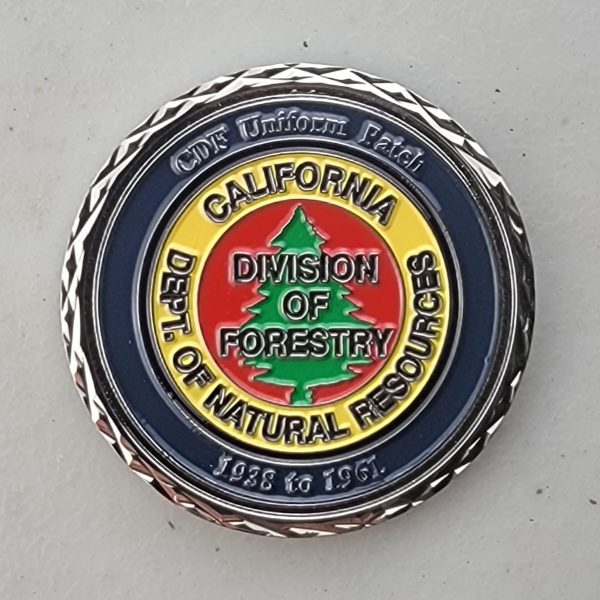 CDF Uniform Patch
CALIFORNIA
DIVISION
OF
FORESTRY
DEPT. OF NATURAL RESOURCES
1938 to 1961